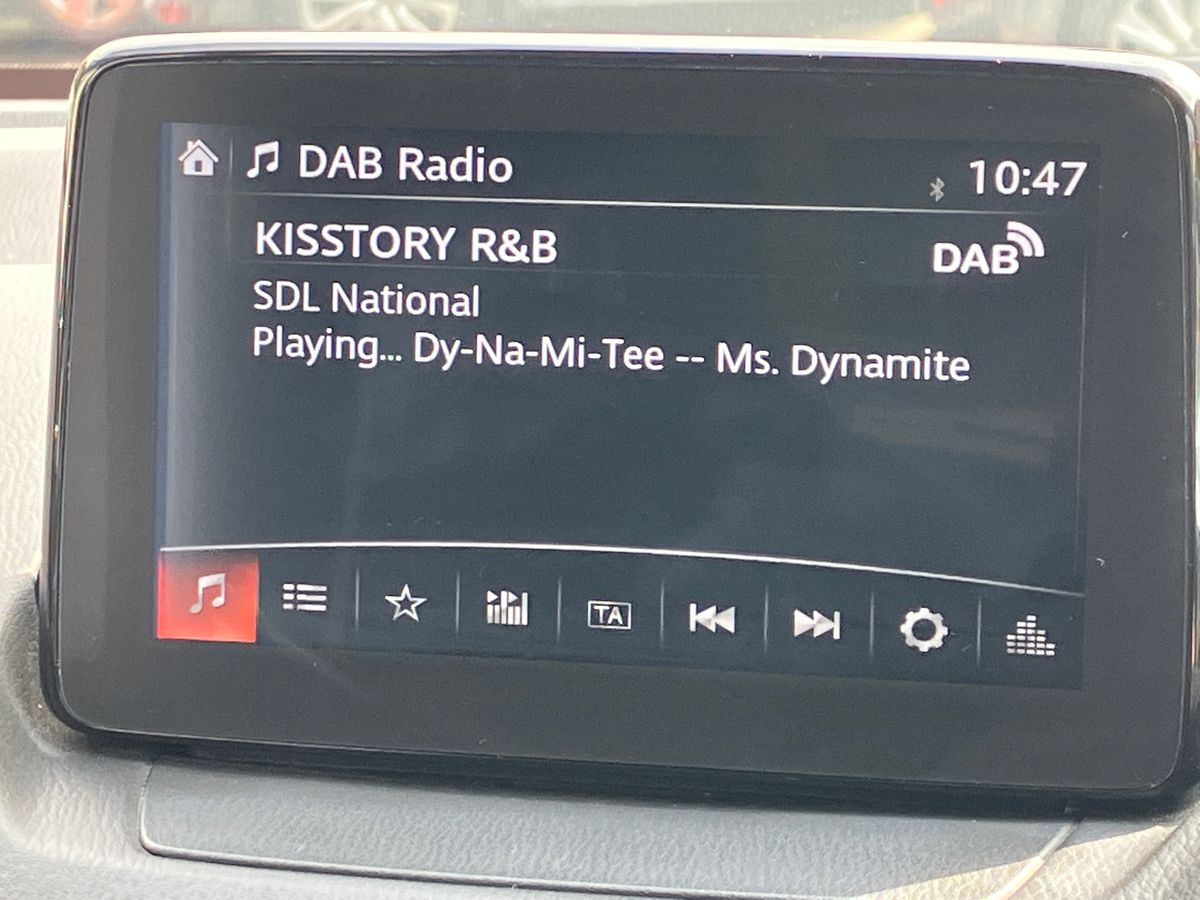 DAB Radio
10:47
KISSTORY R&B
DAB
SDL National
Playing... Dy-Na-Mi-Tee -- Ms. Dynamite
TA